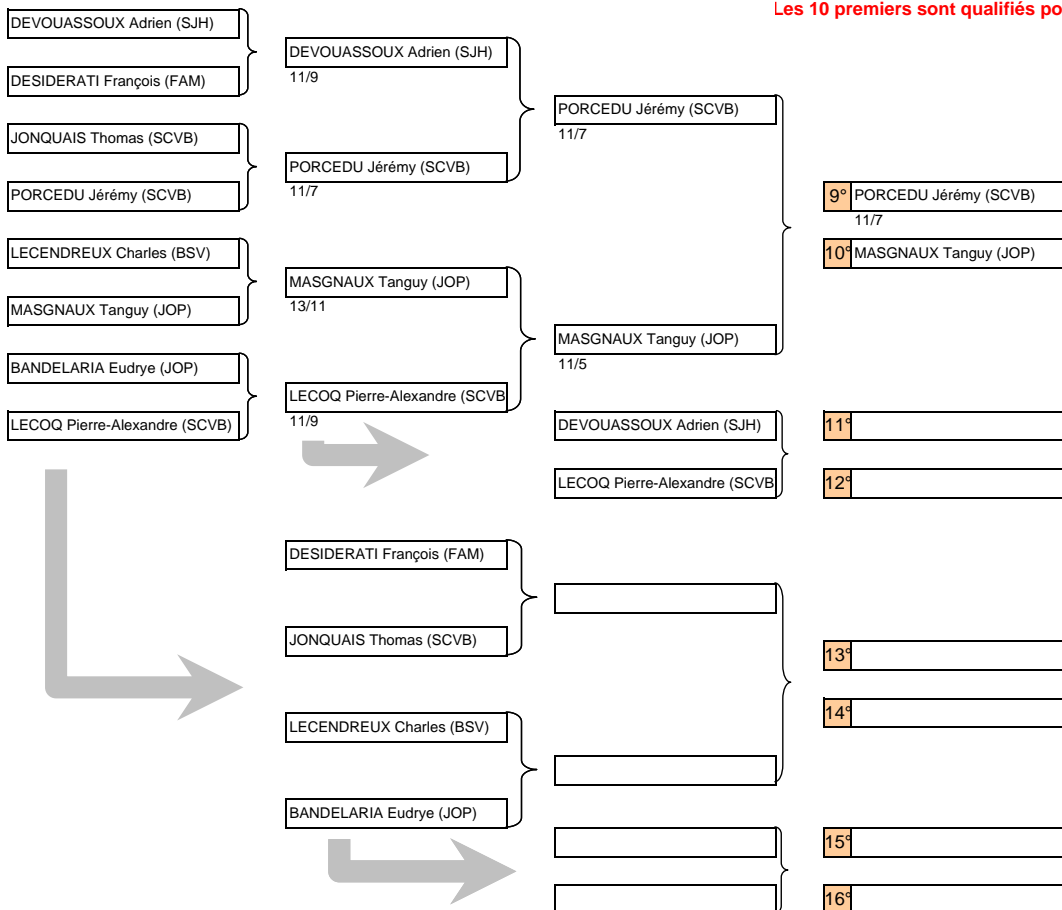 Les 10 premiers sont qualifiés po
DEVOUASSOUX Adrien (SJH)
DESIDERATI François (FAM)
JONQUAIS Thomas (SCVB)
PORCEDU Jérémy (SCVB)
LECENDREUX Charles (BSV)
MASGNAUX Tanguy (JOP)
BANDELARIA Eudrye (JOP)
LECOQ Pierre-Alexandre (SCVB)
DEVOUASSOUX Adrien (SJH)
11/9
PORCEDU Jérémy (SCVB)
11/7
MASGNAUX Tanguy (JOP)
13/11
LECOQ Pierre-Alexandre (SCVB
11/9
DESIDERATI François (FAM)
JONQUAIS Thomas (SCVB)
LECENDREUX Charles (BSV)
BANDELARIA Eudrye (JOP)
PORCEDU Jérémy (SCVB)
11/7
MASGNAUX Tanguy (JOP)
11/5
DEVOUASSOUX Adrien (SJH)
LECOQ Pierre-Alexandre (SCVB
9° PORCEDU Jérémy (SCVB)
11/7
10° MASGNAUX Tanguy (JOP)
11°
12°
13°
14°
15°
16°